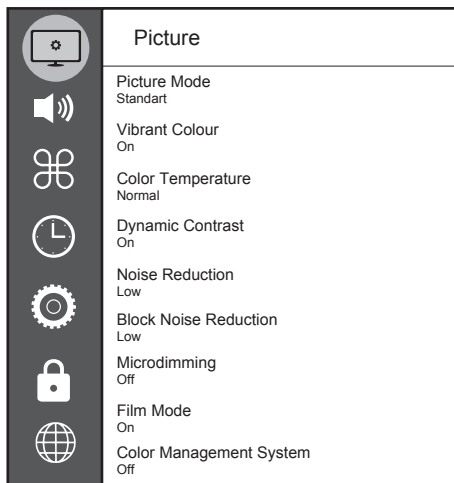 Picture
Picture Mode
Standart
Vibrant Colour
On
Color Temperature
Normal
Dynamic Contrast
On
Noise Reduction
Low
Block Noise Reduction
Low
Microdimming
Off
Film Mode
On
Color Management System
Off